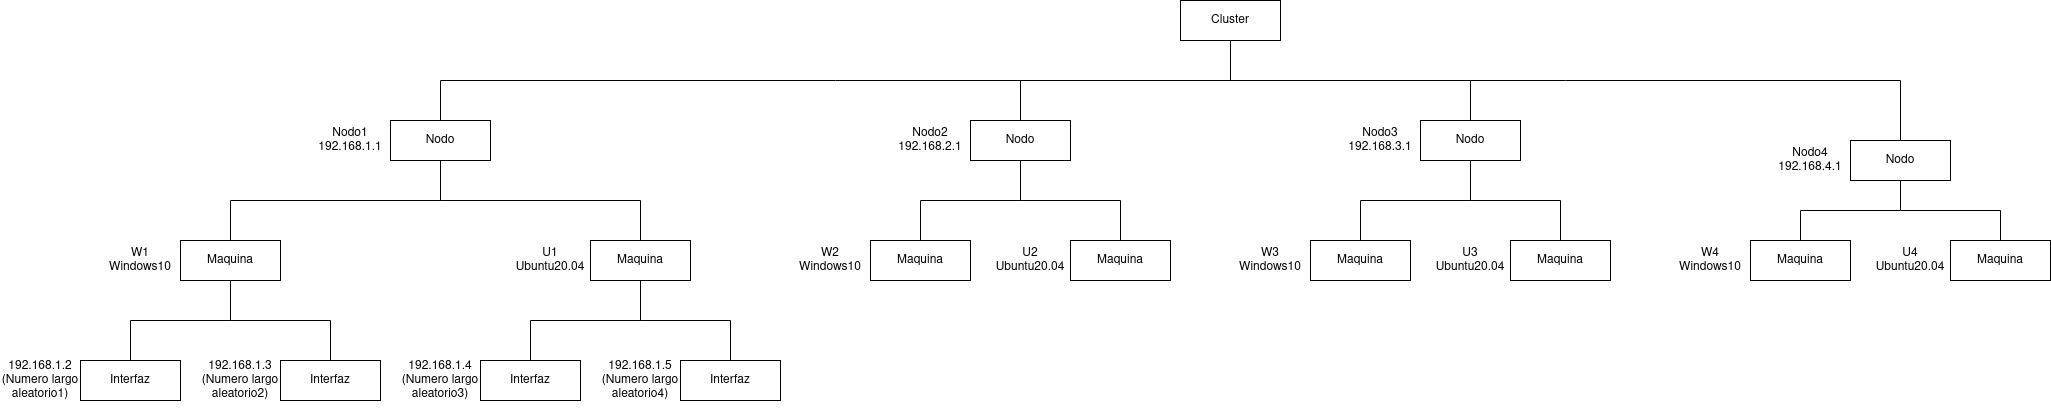 Cluster
Nodo1
192.168.1.1
Nodo
Nodo2
192.168.2.1
Nodo
Nodo3
192.168.3.1
Nodo
Nodo4
192.168.4.1
Nodo
W1
Windows10
Maquina
U1
Ubuntu20.04
Maquina
W2
Windows10
Maquina
U2
Ubuntu20.04
Maquina
W3
Windows10
Maquina
U3
Ubuntu20.04
Maquina
W4
Windows10
Maquina
U4
Ubuntu20.04
Maquina
192.168.1.2
(Numero largo
aleatorio1)
Interfaz
192.168.1.3
(Numero largo
aleatorio2)
Interfaz
192.168.1.4
(Numero largo
aleatorio3)
Interfaz
192.168.1.5
(Numero largo
aleatorio4)
Interfaz